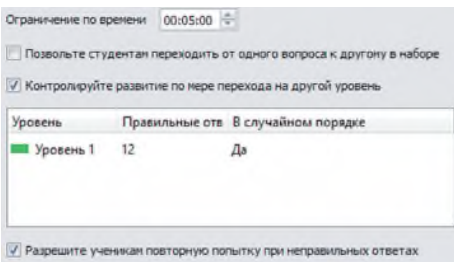 Ограничение по времени 00:05:00
Позвольте студентам переходить от одного вопроса к другому в наборе
Контролируйте развитие по мере перехода на другой уровень
Уровень Правильные отв В случайном порядке
Уровень 1 12 Да
Разрешите ученикам повторную попытку при неправильных ответах